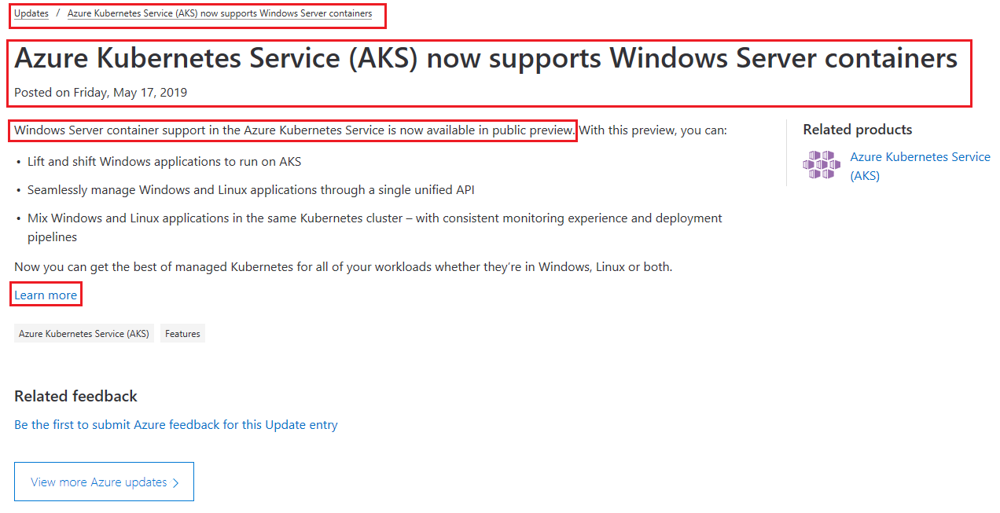 Updates / Azure Kubernetes Service (AKS) now supports Windows Server containers
Azure Kubernetes Service (AKS) now supports Windows Server containers
Posted on Friday, May 17, 2019
Windows Server container support in the Azure Kubernetes Service is now available in public preview. With this preview, you can:
• Lift and shift Windows applications to run on AKS
• Seamlessly manage Windows and Linux applications through a single unified API
• Mix Windows and Linux applications in the same Kubernetes cluster – with consistent monitoring experience and deployment
pipelines
Now you can get the best of managed Kubernetes for all of your workloads whether they’re in Windows, Linux or both.
Learn more
Azure Kubernetes Service (AKS) Features
Related products
Azure Kubernetes Service
(AKS)
Related feedback
Be the first to submit Azure feedback for this Update entry
View more Azure updates >